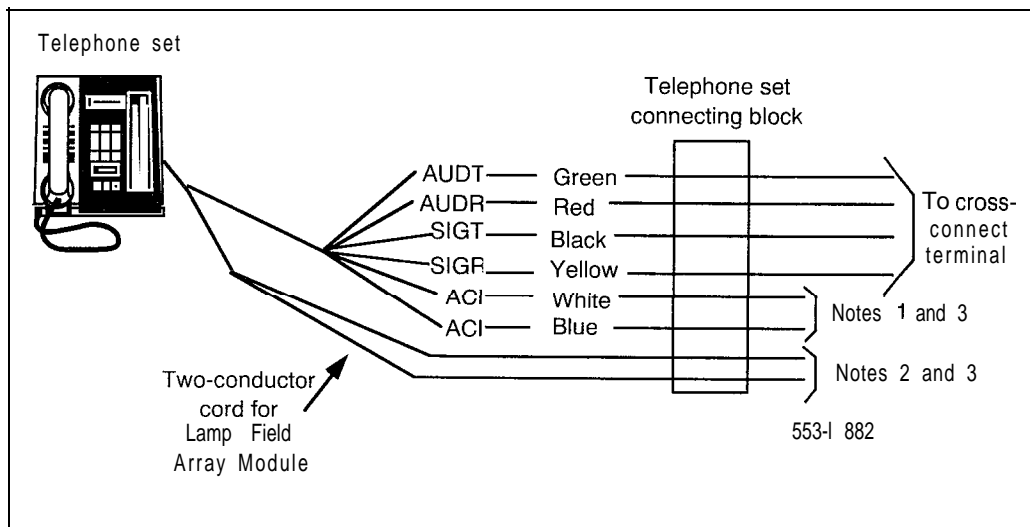 Telephone set
Telephone set
connecting block
AUDT Green
AUDR Red
SIGT Black
SIGR Yellow
ACI White
ACI Blue
To cross-
connect
terminal
Notes 1 and 3
Notes 2 and 3
Two-conductor
cord for
Lamp Field
Array Module
553-I 882